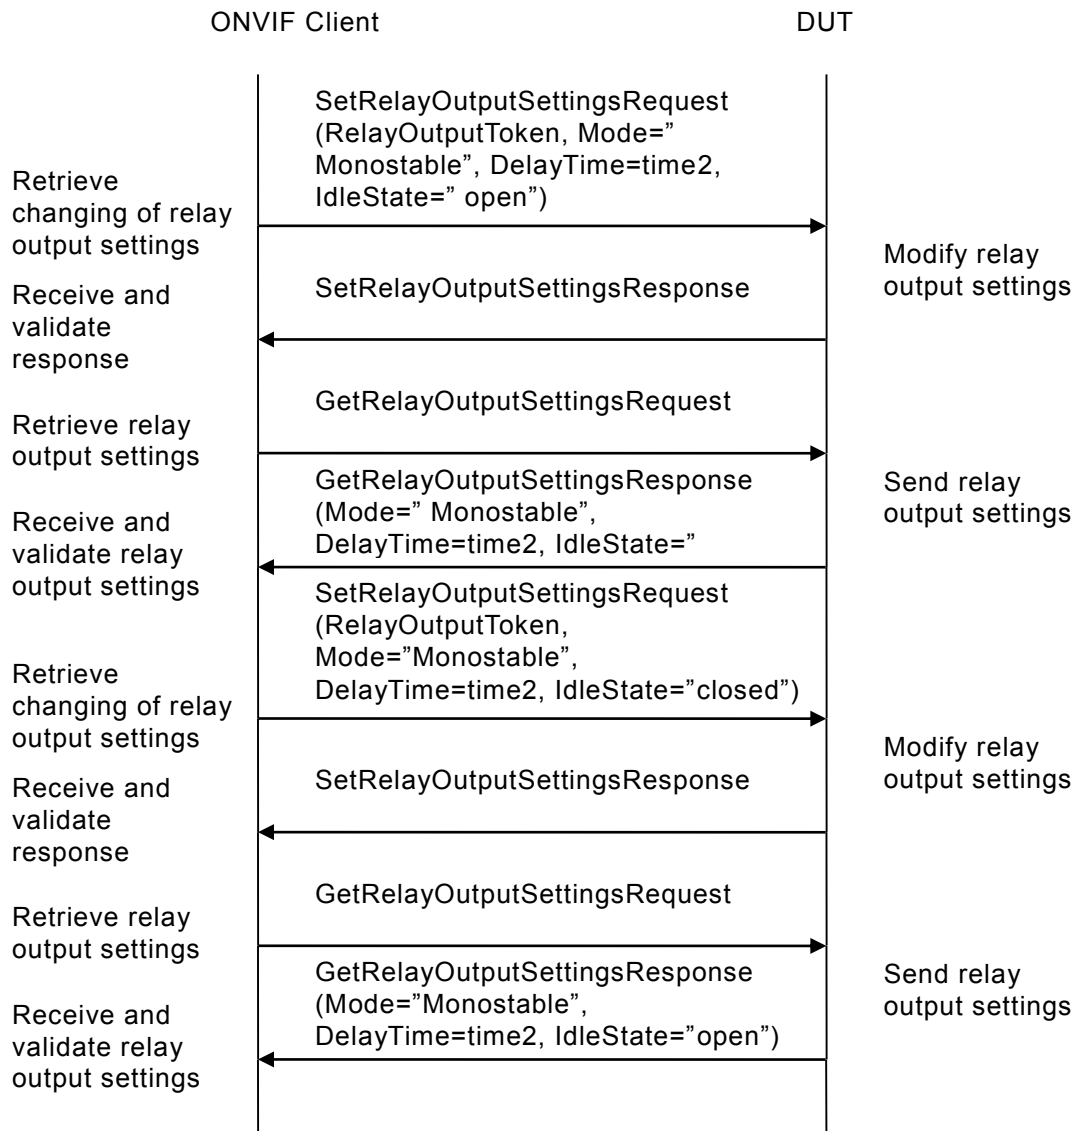 ONVIF Client
DUT
SetRelayOutputSettingsRequest
(RelayOutputToken, Mode=”
Monostable”, DelayTime=time2,
IdleState=” open”)
Retrieve
changing of relay
output settings
Modify relay
output settings
SetRelayOutputSettingsResponse
Receive and
validate
response
GetRelayOutputSettingsRequest
Retrieve relay
output settings
GetRelayOutputSettingsResponse
(Mode=” Monostable”,
DelayTime=time2, IdleState=”
Send relay
output settings
Receive and
validate relay
output settings
SetRelayOutputSettingsRequest
(RelayOutputToken,
Mode=”Monostable”,
DelayTime=time2, IdleState=”closed”)
Retrieve
changing of relay
output settings
Modify relay
output settings
SetRelayOutputSettingsResponse
Receive and
validate
response
GetRelayOutputSettingsRequest
Retrieve relay
output settings
GetRelayOutputSettingsResponse
(Mode=”Monostable”,
DelayTime=time2, IdleState=”open”)
Send relay
output settings
Receive and
validate relay
output settings